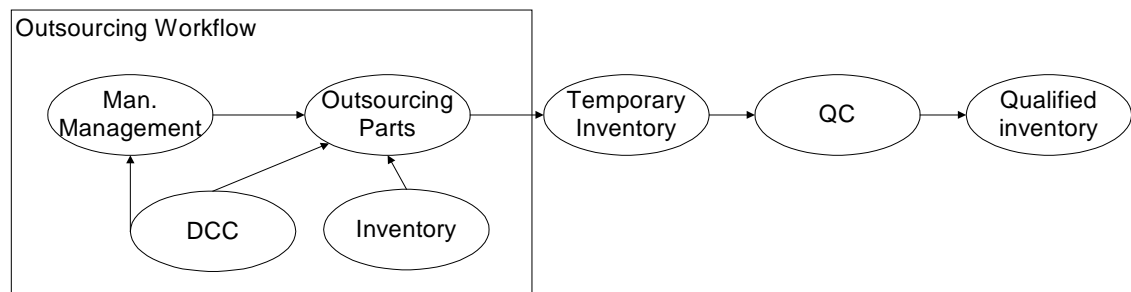 Outsourcing Workflow
Man.
Management
Outsourcing
Parts
Temporary
Inventory
QC
Qualified
inventory
DCC
Inventory